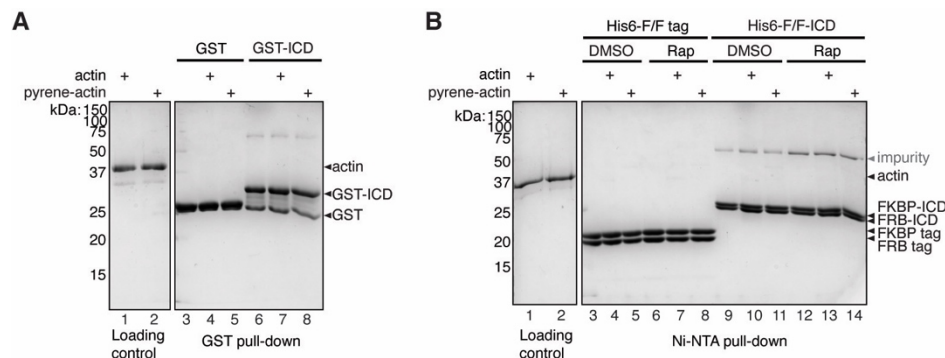 A
GST GST-ICD
actin + + +
pyrene-actin + + +
kDa: 150
100
75
50
37
25
20
15
actin
GST-ICD
GST
1 2 3 4 5 6 7 8
Loading control
GST pull-down
B
His6-F/F tag His6-F/F-ICD
DMSO Rap DMSO Rap
actin + + + + +
pyrene-actin + + + + +
kDa: 150
100
75
50
37
25
20
15
impurity
actin
FKBP-ICD
FRB-ICD
FKBP tag
FRB tag
1 2 3 4 5 6 7 8 9 10 11 12 13 14
Loading control
Ni-NTA pull-down